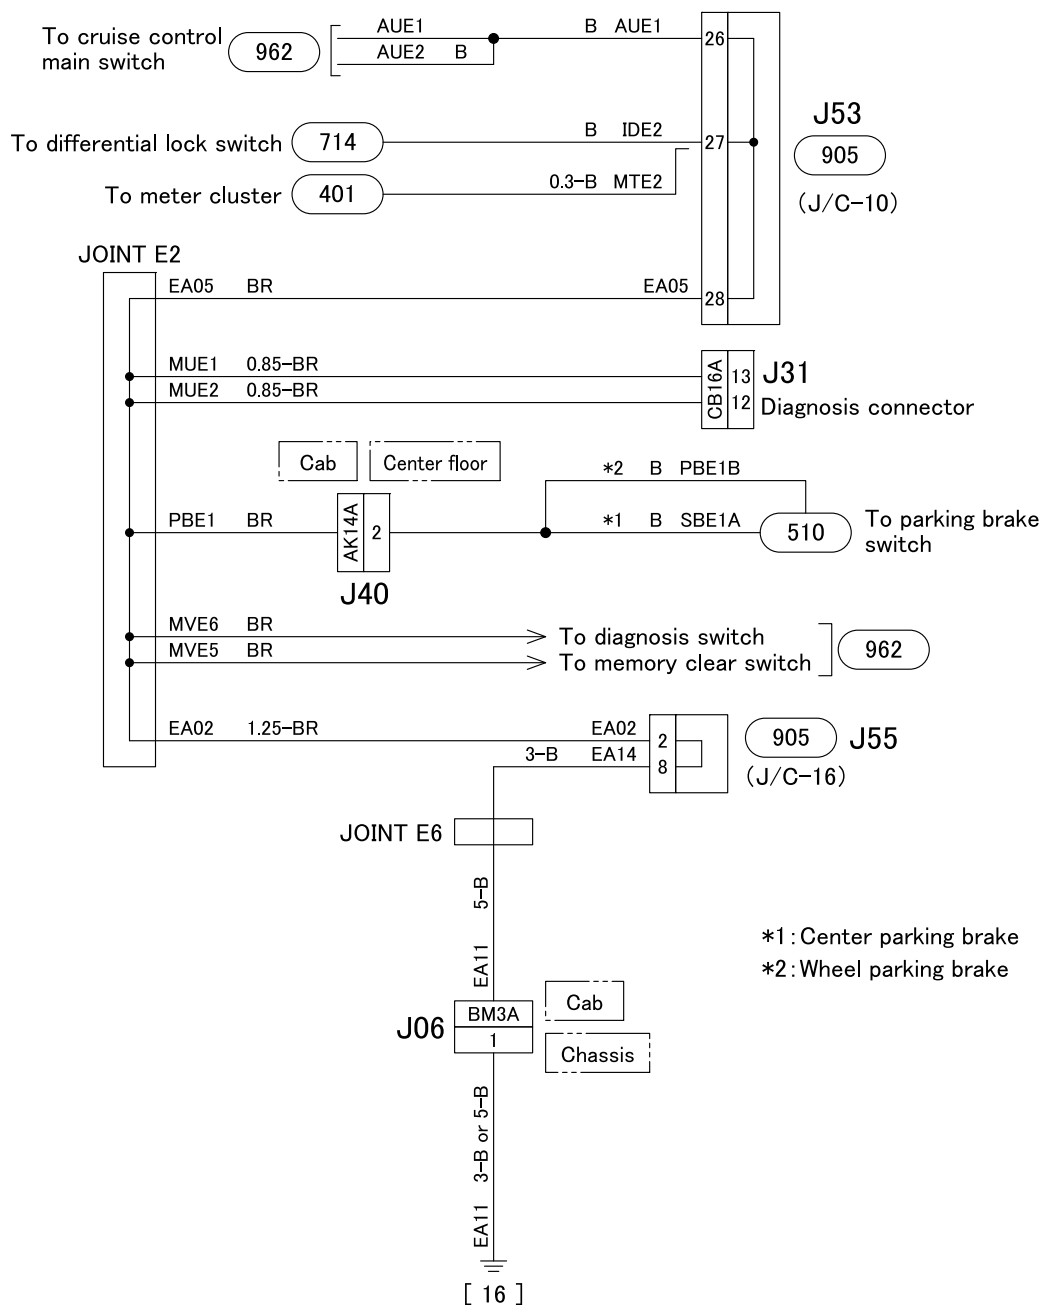 To cruise control
main switch
962
AUE1
AUE2 B
B AUE1
26
J53
905
(J/C-10)
To differential lock switch
714
B IDE2
27
To meter cluster
401
0.3-B MTE2
JOINT E2
EA05 BR
EA05
28
MUE1 0.85-BR
MUE2 0.85-BR
CB16A
13
12
J31
Diagnosis connector
Cab
Center floor
*2 B PBE1B
PBE1 BR
AK14A
2
J40
*1 B SBE1A
510
To parking brake
switch
MVE6 BR
MVE5 BR
To diagnosis switch
To memory clear switch
962
EA02 1.25-BR
EA02
2
3-B EA14
8
905
J55
(J/C-16)
JOINT E6
5-B
EA11
*1:Center parking brake
*2:Wheel parking brake
J06
BM3A
1
Cab
Chassis
3-B or 5-B
EA11
[ 16 ]